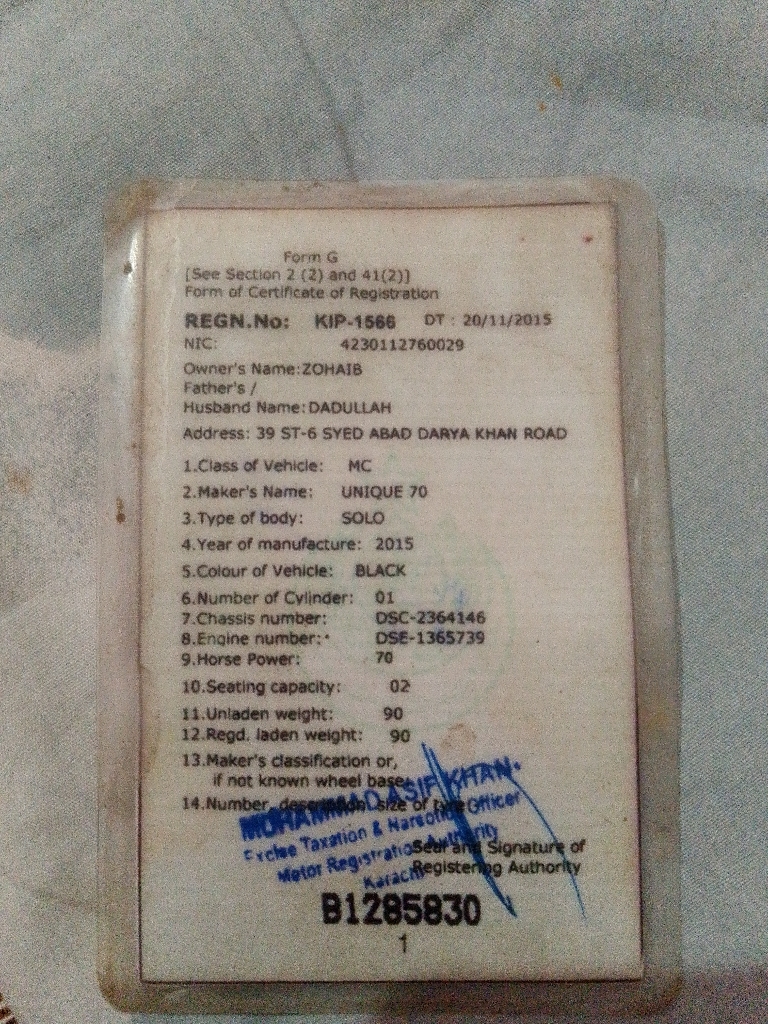 Form G
[See Section 2 (2) and 41(2)]
Form of Certificate of Registration
REGN.No: KIP-1566 DT : 20/11/2015
NIC: 4230112760029
Owner's Name:ZOHAIB
Father's /
Husband Name:DADULLAH
Address: 39 ST-6 SYED ABAD DARYA KHAN ROAD
1.Class of Vehicle: MC
2.Maker's Name: UNIQUE 70
3.Type of body: SOLO
4.Year of manufacture: 2015
5.Colour of Vehicle: BLACK
6.Number of Cylinder: 01
7.Chassis number: DSC-2364146
8.Engine number: DSE-1365739
9.Horse Power: 70
10.Seating capacity: 02
11.Unladen weight: 90
12.Regd. laden weight: 90
13.Maker's classification or,
if not known wheel base:
14.Number, description, size of tyre
MUHAMMAD ASIF KHAN
Excise Taxation & Narcotics Officer
Motor Registration Authority
Karachi
Seal and Signature of
Registering Authority
B1285830
1